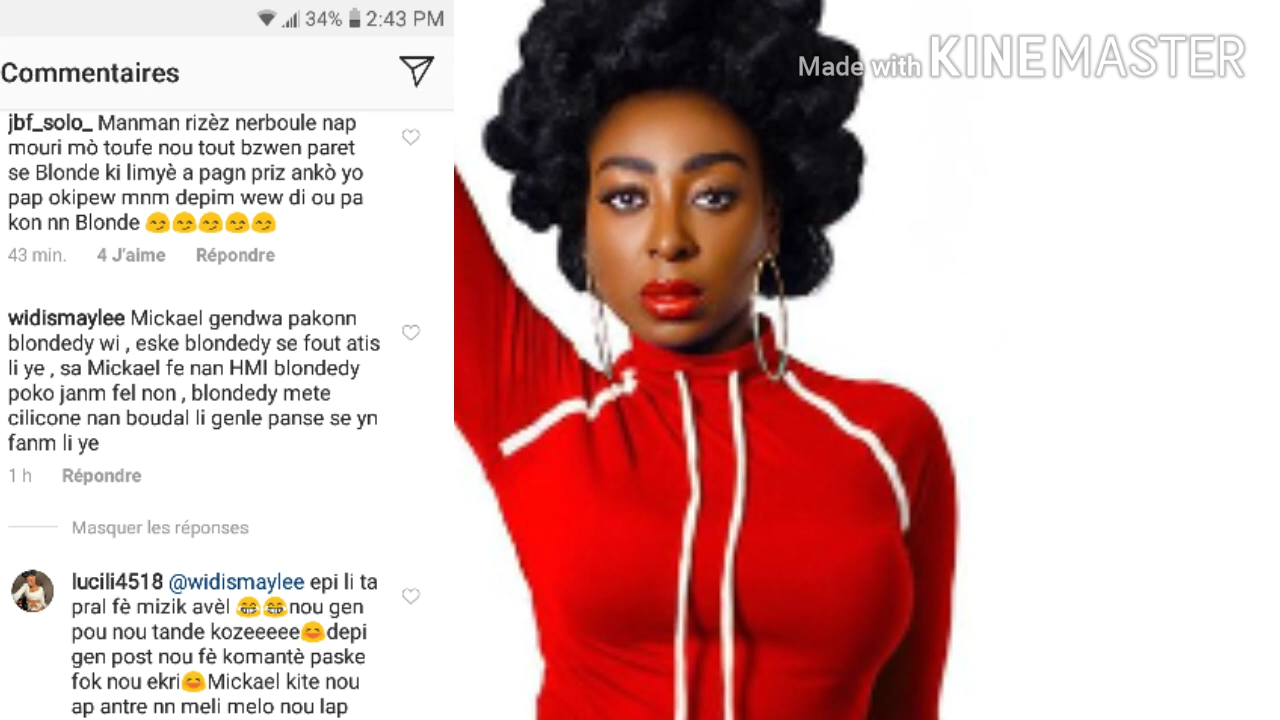 34% 2:43 PM
Commentaires
Made with KINEMASTER
jbf_solo_ Manman rizèz nerboule nap
mouri mò toufe nou tout bzwen paret
se Blonde ki limyè a pagn priz ankò yo
pap okipew mnm depim wew di ou pa
kon nn Blonde 😏😏😏😏😏
43 min. 4 J'aime Répondre
widismaylee Mickael gendwa pakonn
blondedy wi , eske blondedy se fout atis
li ye , sa Mickael fe nan HMI blondedy
poko janm fel non , blondedy mete
cilicone nan boudal li genle panse se yn
fanm li ye
1 h Répondre
Masquer les réponses
lucili4518 @widismaylee epi li ta
pral fè mizik avèl 😂😂nou gen
pou nou tande kozeeeee😄depi
gen post nou fè komantè paske
fok nou ekri😄Mickael kite nou
ap antre nn meli melo nou lap